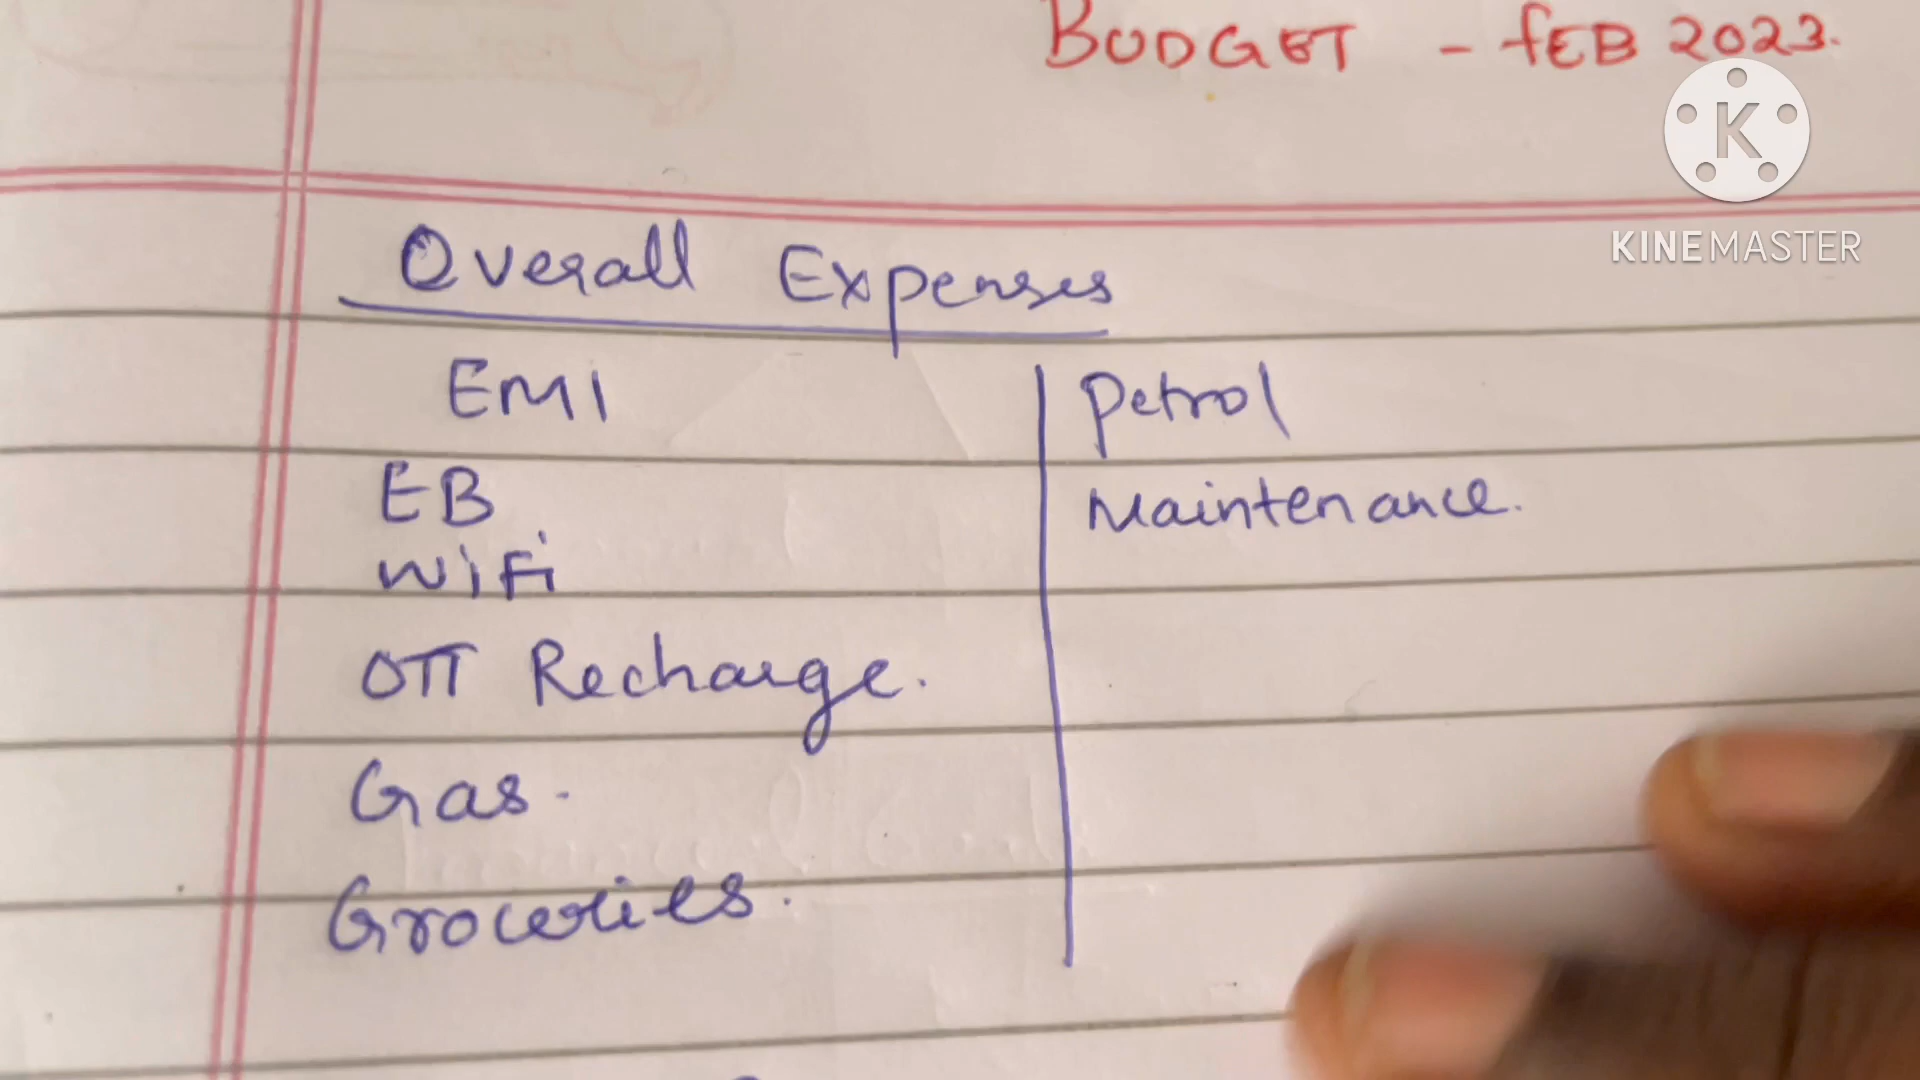 BUDGET - FEB 2023.
K
KINEMASTER
Overall Expenses
EMI
EB
WiFi
OTT Recharge.
Gas.
Groceries.
Petrol
Maintenance.